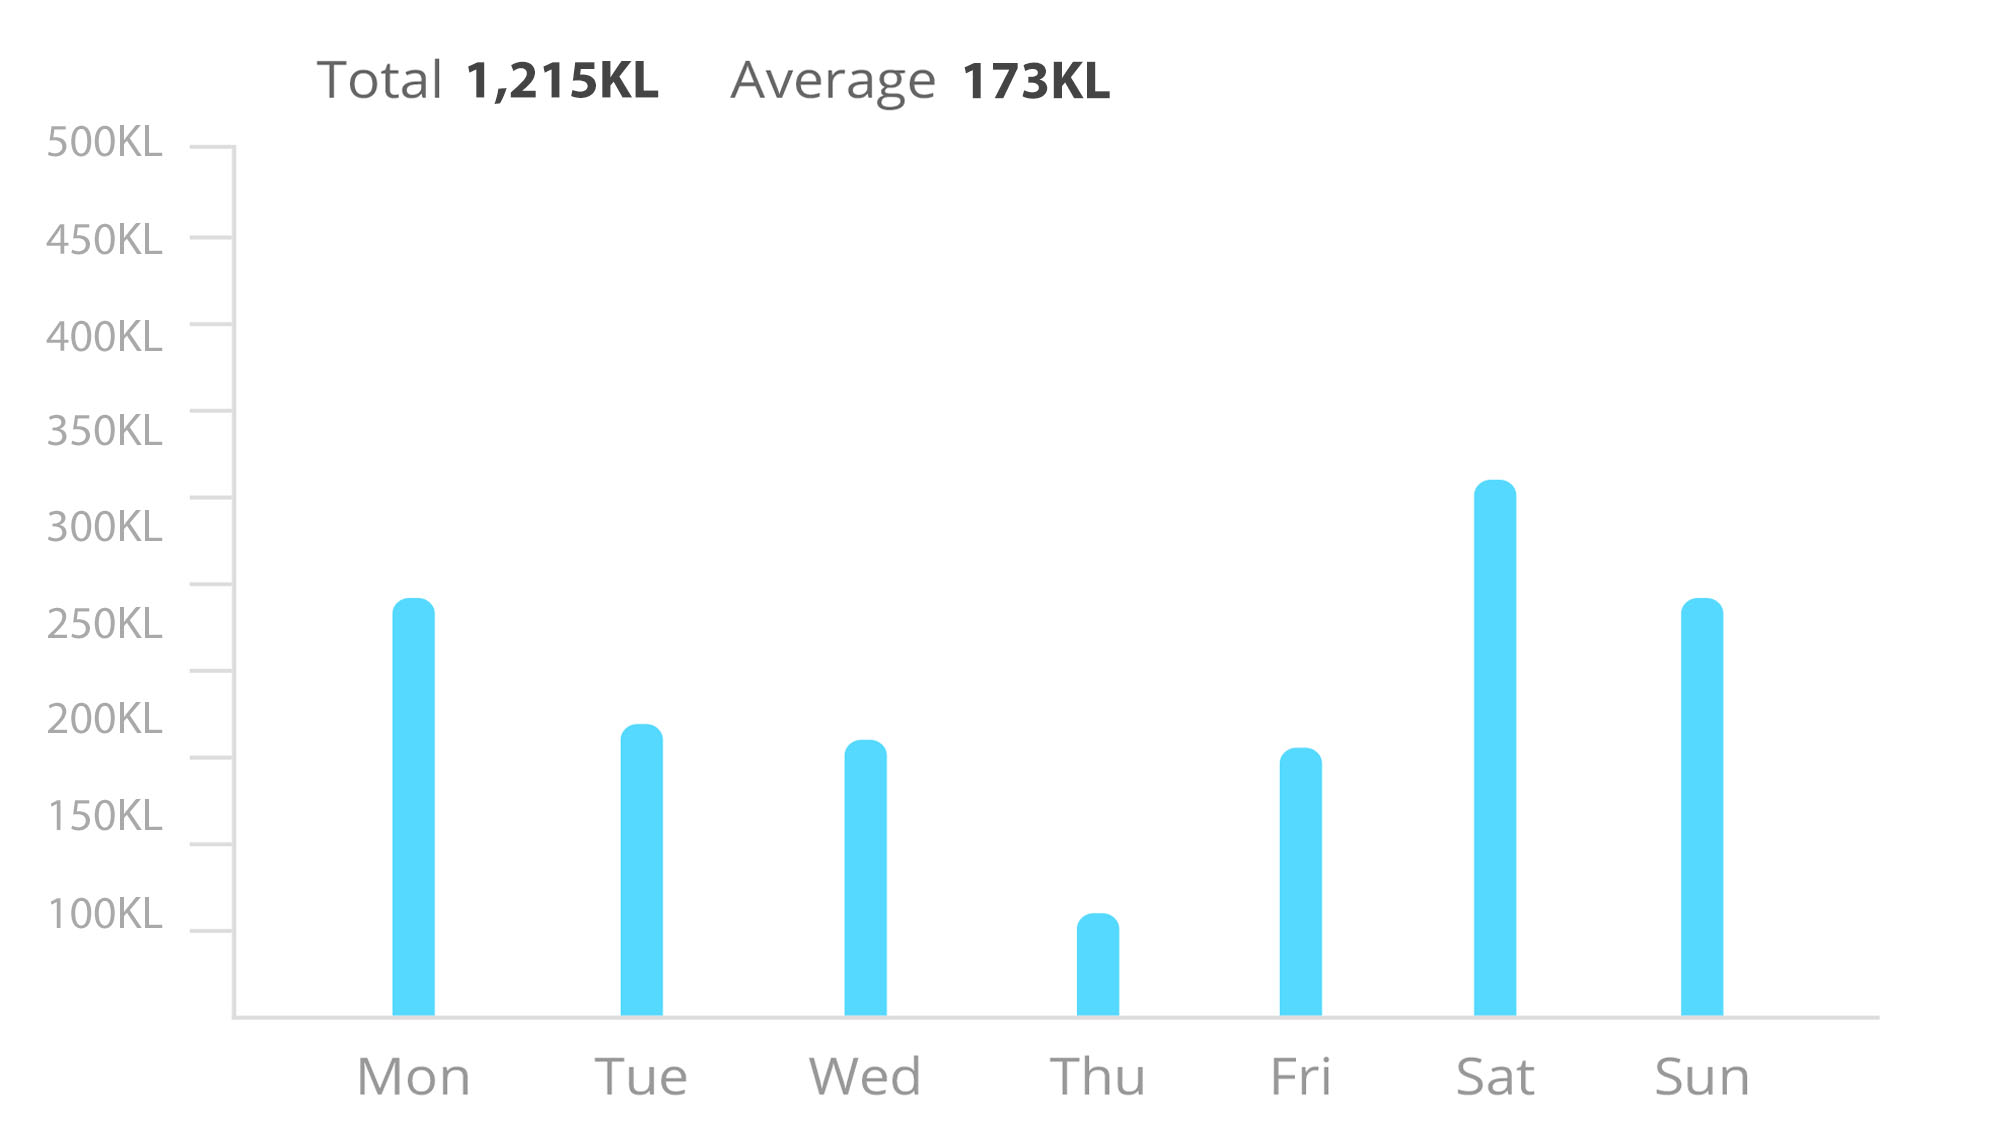 Total 1,215KL Average 173KL
500KL
450KL
400KL
350KL
300KL
250KL
200KL
150KL
100KL
Mon Tue Wed Thu Fri Sat Sun